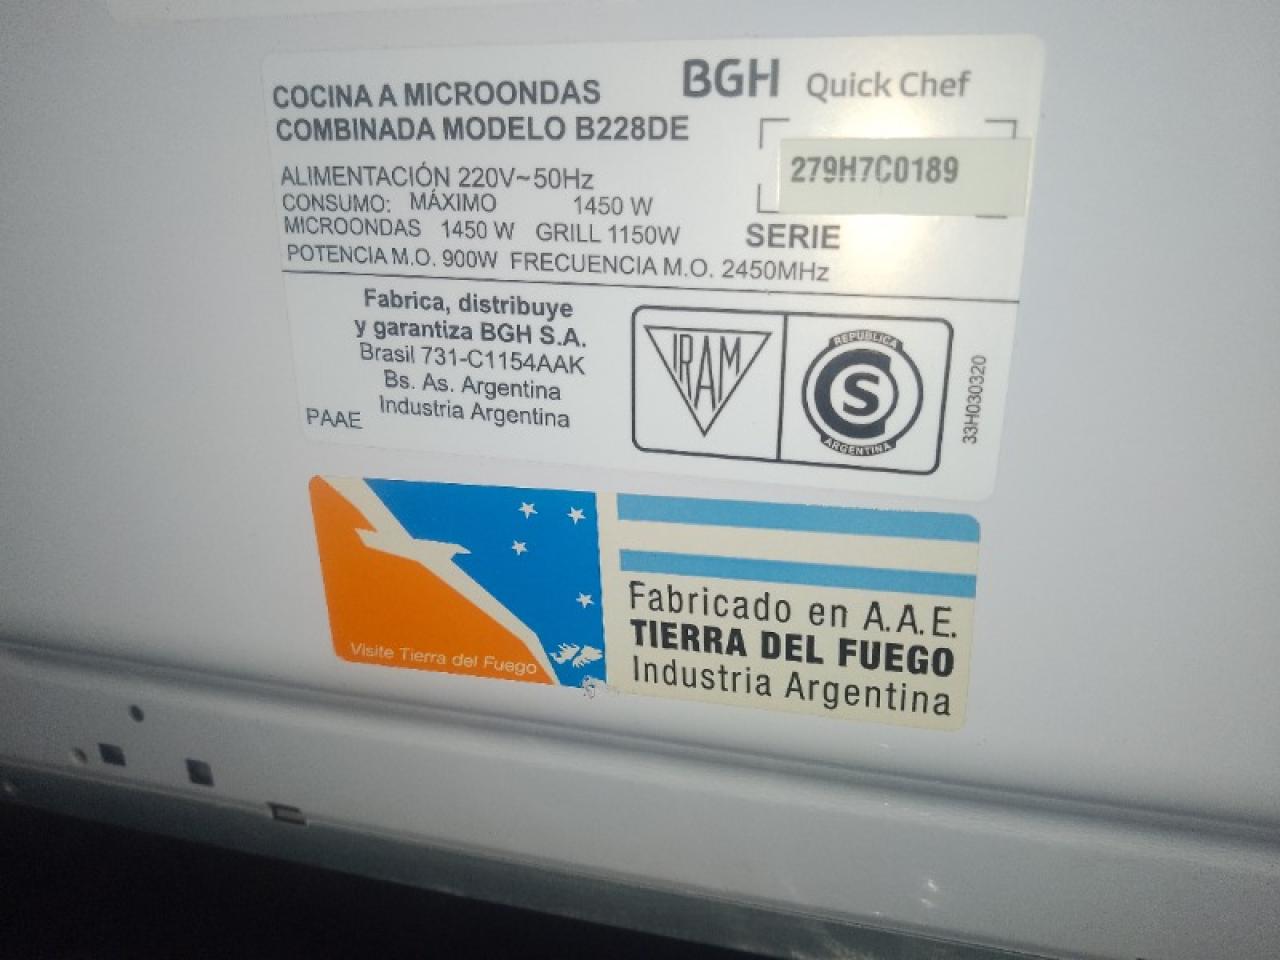 BGH Quick Chef
COCINA A MICROONDAS
COMBINADA MODELO B228DE
279H7C0189
SERIE
ALIMENTACIÓN 220V~50Hz
CONSUMO: MÁXIMO 1450 W
MICROONDAS 1450 W GRILL 1150W
POTENCIA M.O. 900W FRECUENCIA M.O. 2450MHz
Fabrica, distribuye
y garantiza BGH S.A.
Brasil 731-C1154AAK
Bs. As. Argentina
Industria Argentina
PAAE
IRAM
REPUBLICA
S
ARGENTINA
33H030320
Visite Tierra del Fuego
Fabricado en A.A.E.
TIERRA DEL FUEGO
Industria Argentina